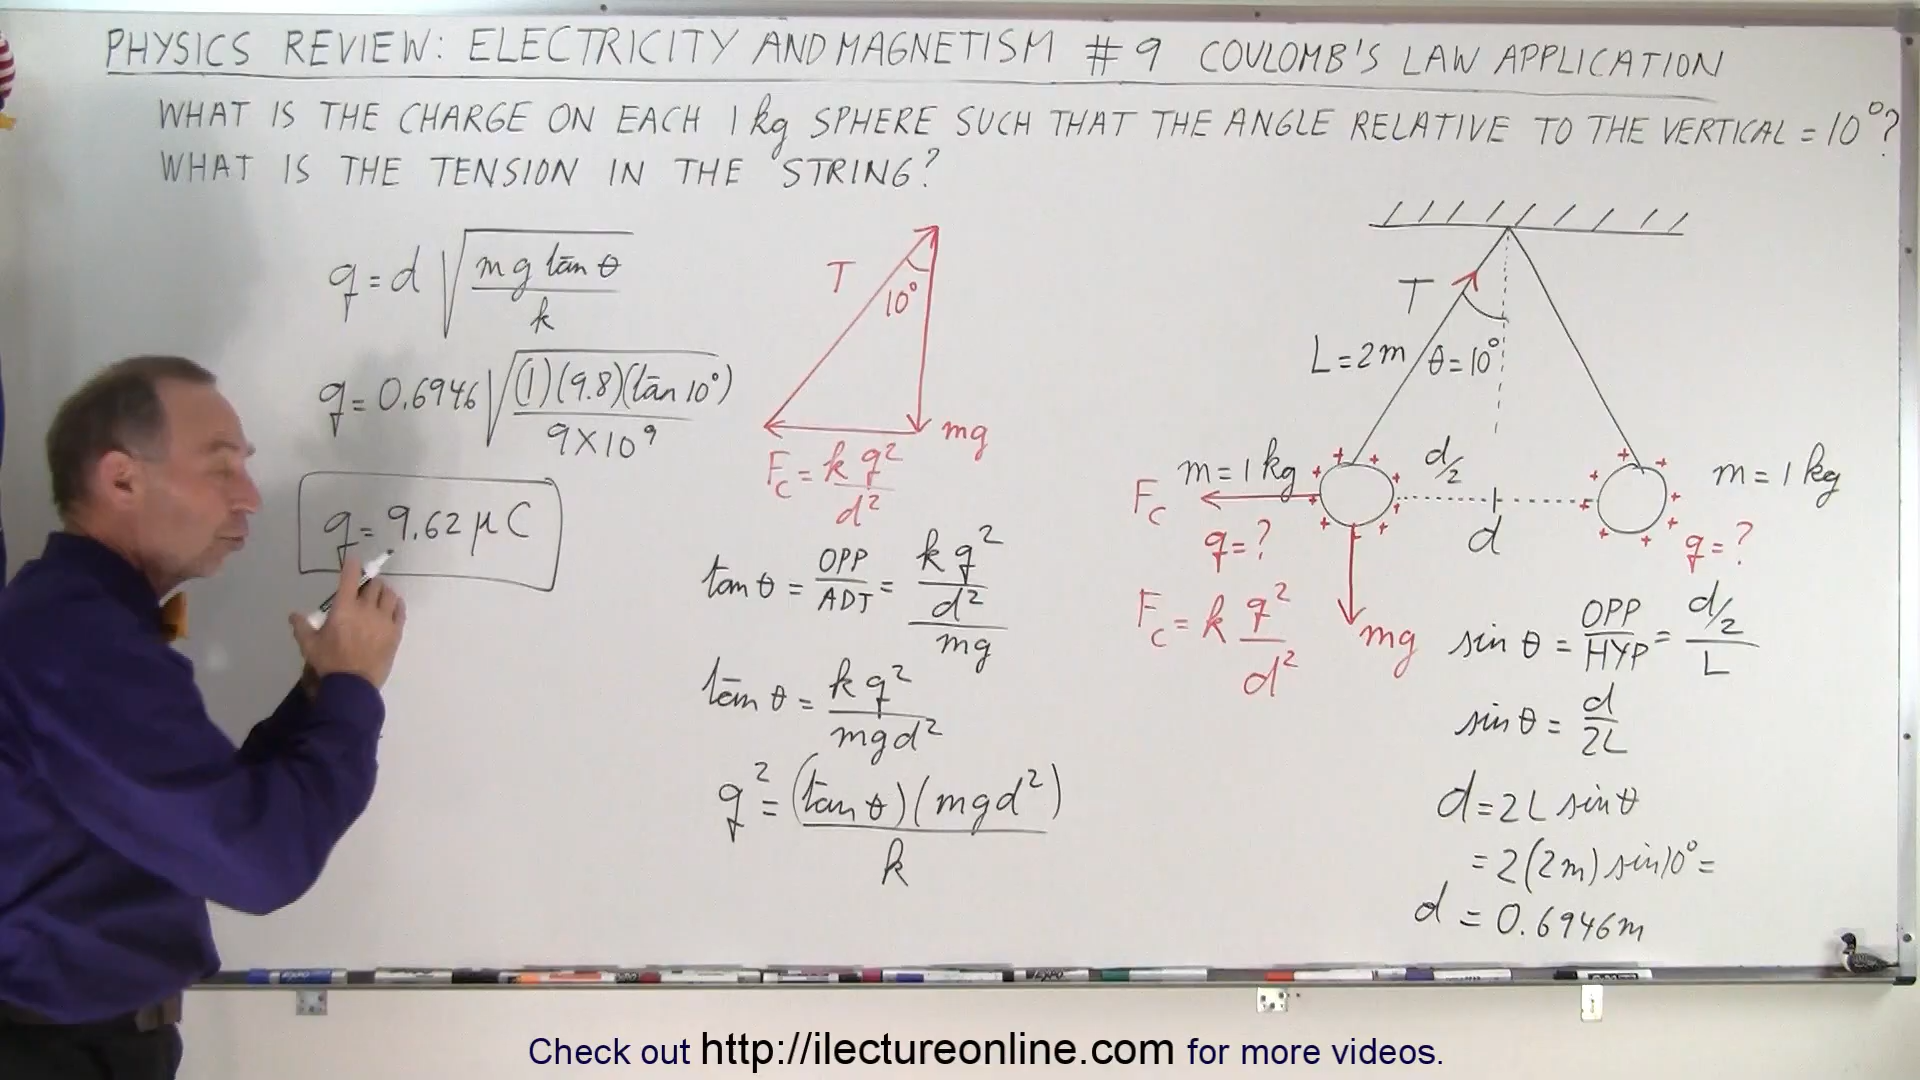 PHYSICS REVIEW: ELECTRICITY AND MAGNETISM #9 COULOMB'S LAW APPLICATION
WHAT IS THE CHARGE ON EACH 1 kg SPHERE SUCH THAT THE ANGLE RELATIVE TO THE VERTICAL = 10°?
WHAT IS THE TENSION IN THE STRING?
q = d √(mg tan θ / k)
q = 0.6946 √((1)(9.8)(tan 10°) / 9×10⁹)
q = 9.62 μC
T
10°
mg
F_C = k q² / d²
tan θ = OPP/ADJ = (k q² / d²) / mg
tan θ = k q² / mgd²
q² = (tan θ)(mgd²) / k
T
L = 2m
θ = 10°
m = 1 kg
d/2
m = 1 kg
F_C
d
q = ?
q = ?
F_C = k q² / d²
mg
sin θ = OPP/HYP = (d/2) / L
sin θ = d / 2L
d = 2L sin θ
= 2(2m) sin 10° =
d = 0.6946m
EXPO
EXPO
Check out http://ilectureonline.com for more videos.